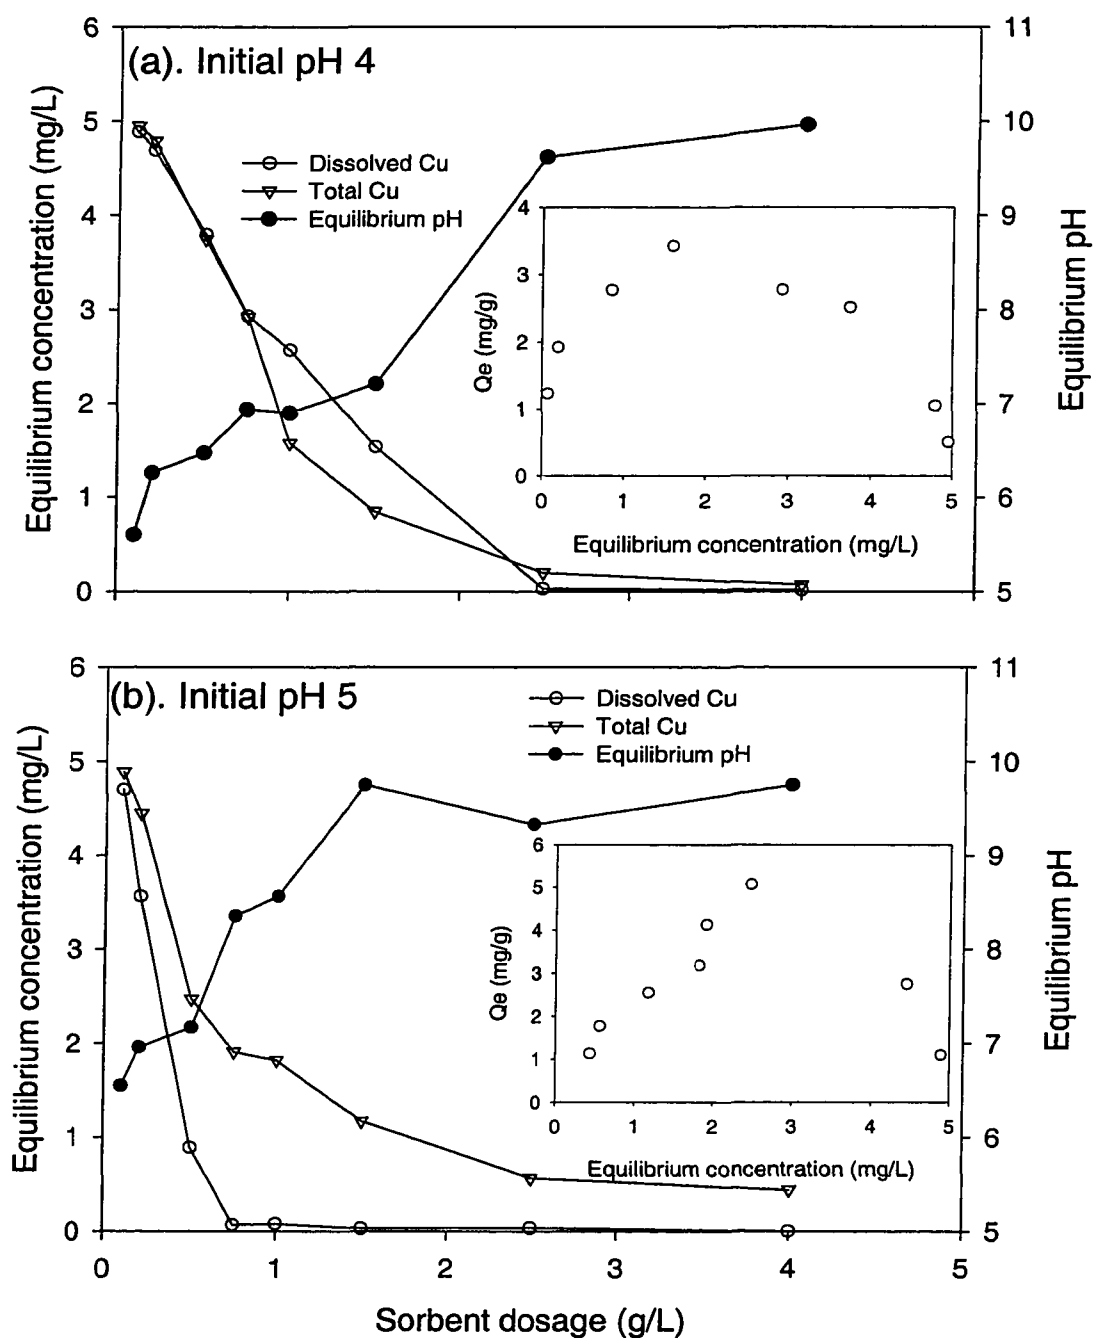 (a). Initial pH 4
Dissolved Cu
Total Cu
Equilibrium pH
Equilibrium concentration (mg/L)
6
5
4
3
2
1
0
11
10
9
8
7
6
5
Equilibrium pH
4
3
2
1
0
Qe (mg/g)
0 1 2 3 4 5
Equilibrium concentration (mg/L)
(b). Initial pH 5
Dissolved Cu
Total Cu
Equilibrium pH
Equilibrium concentration (mg/L)
6
5
4
3
2
1
0
11
10
9
8
7
6
5
Equilibrium pH
6
5
4
3
2
1
0
Qe (mg/g)
0 1 2 3 4 5
Equilibrium concentration (mg/L)
0 1 2 3 4 5
Sorbent dosage (g/L)